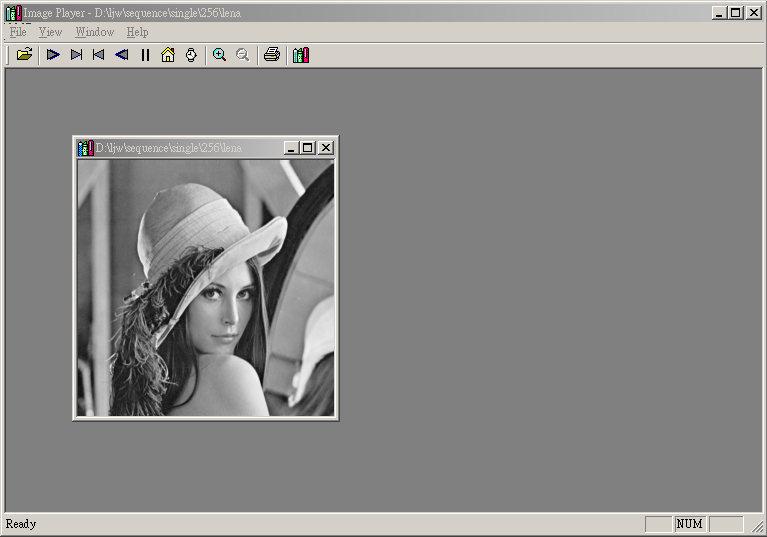 Image Player - D:\ljw\sequence\single\256\lena
File View Window Help
D:\ljw\sequence\single\256\lena
Ready NUM